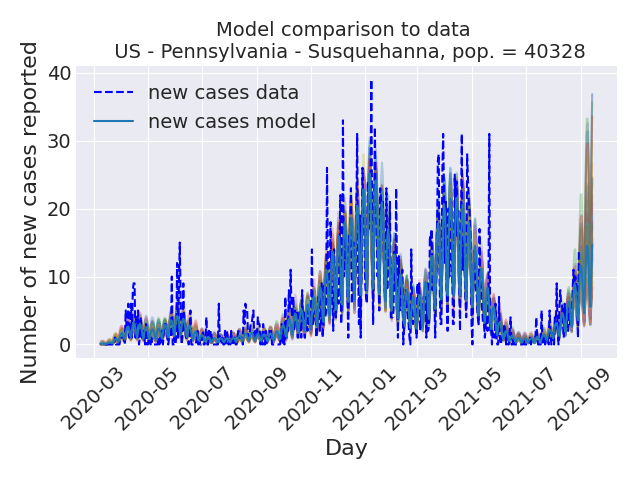 Model comparison to data
US - Pennsylvania - Susquehanna, pop. = 40328
Number of new cases reported
40
30
20
10
0
new cases data
new cases model
2020-03
2020-05
2020-07
2020-09
2020-11
2021-01
2021-03
2021-05
2021-07
2021-09
Day